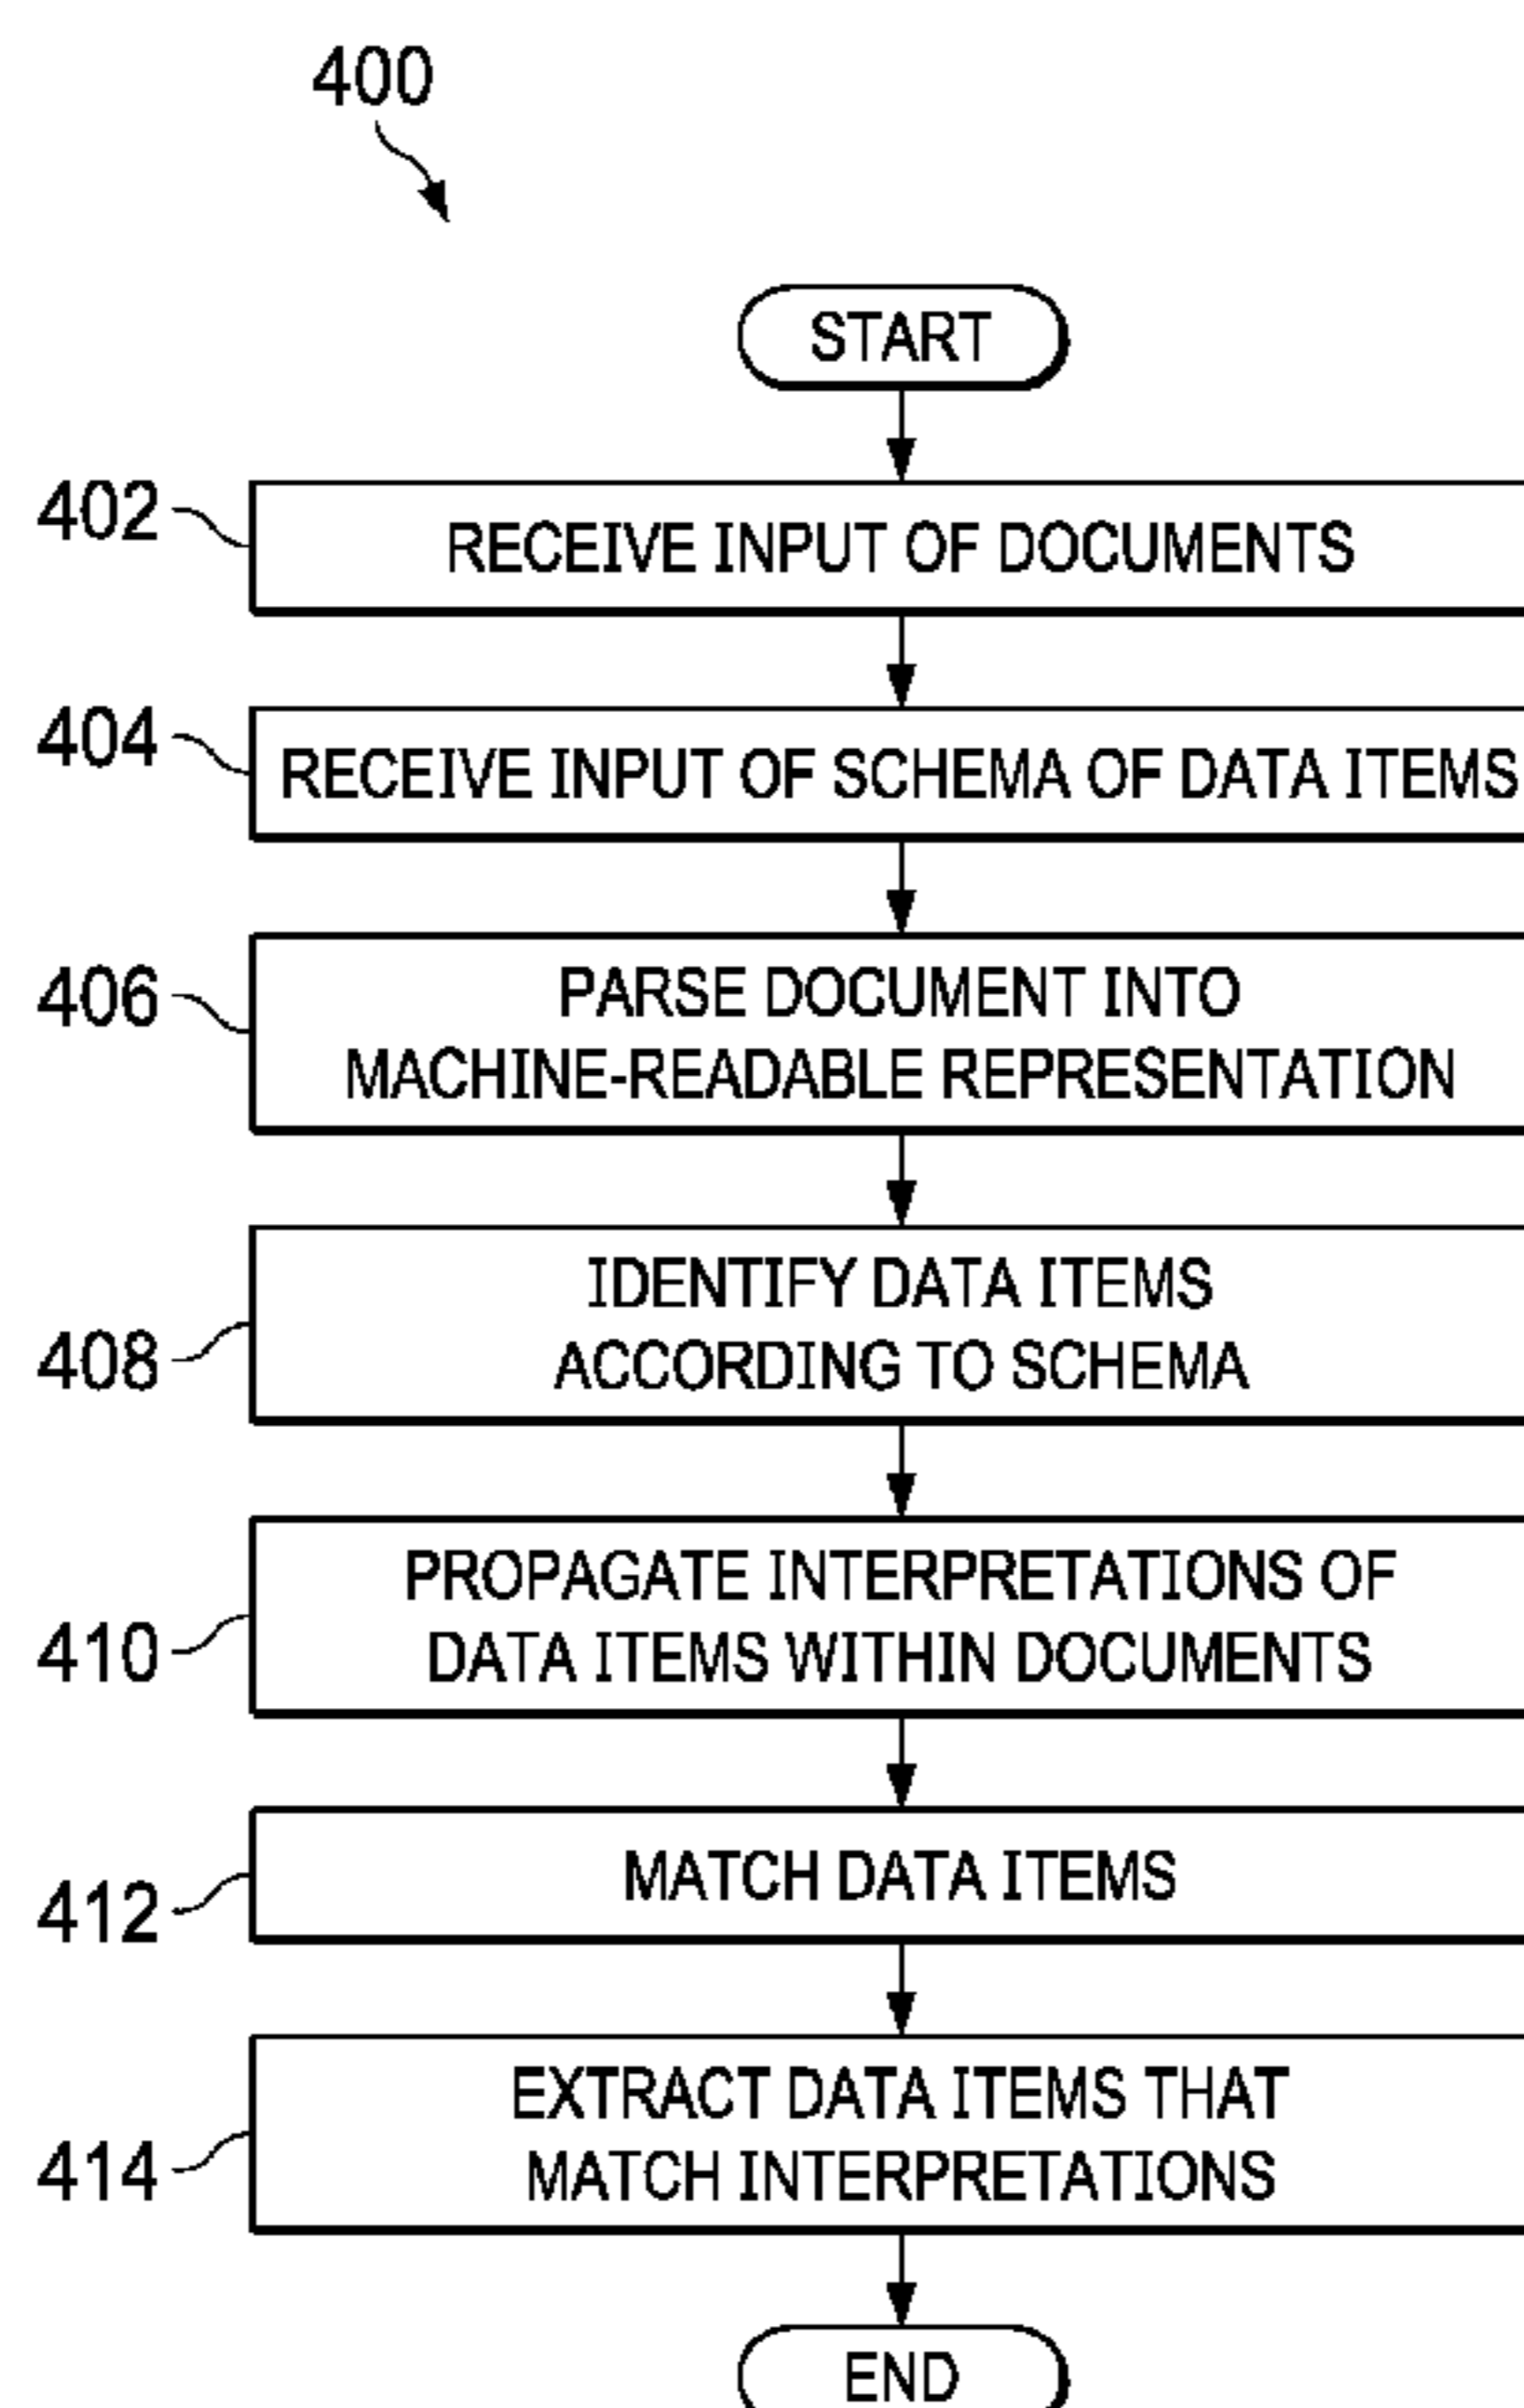 400
START
402
RECEIVE INPUT OF DOCUMENTS
404
RECEIVE INPUT OF SCHEMA OF DATA ITEMS
406
PARSE DOCUMENT INTO
MACHINE-READABLE REPRESENTATION
408
IDENTIFY DATA ITEMS
ACCORDING TO SCHEMA
410
PROPAGATE INTERPRETATIONS OF
DATA ITEMS WITHIN DOCUMENTS
412
MATCH DATA ITEMS
414
EXTRACT DATA ITEMS THAT
MATCH INTERPRETATIONS
END